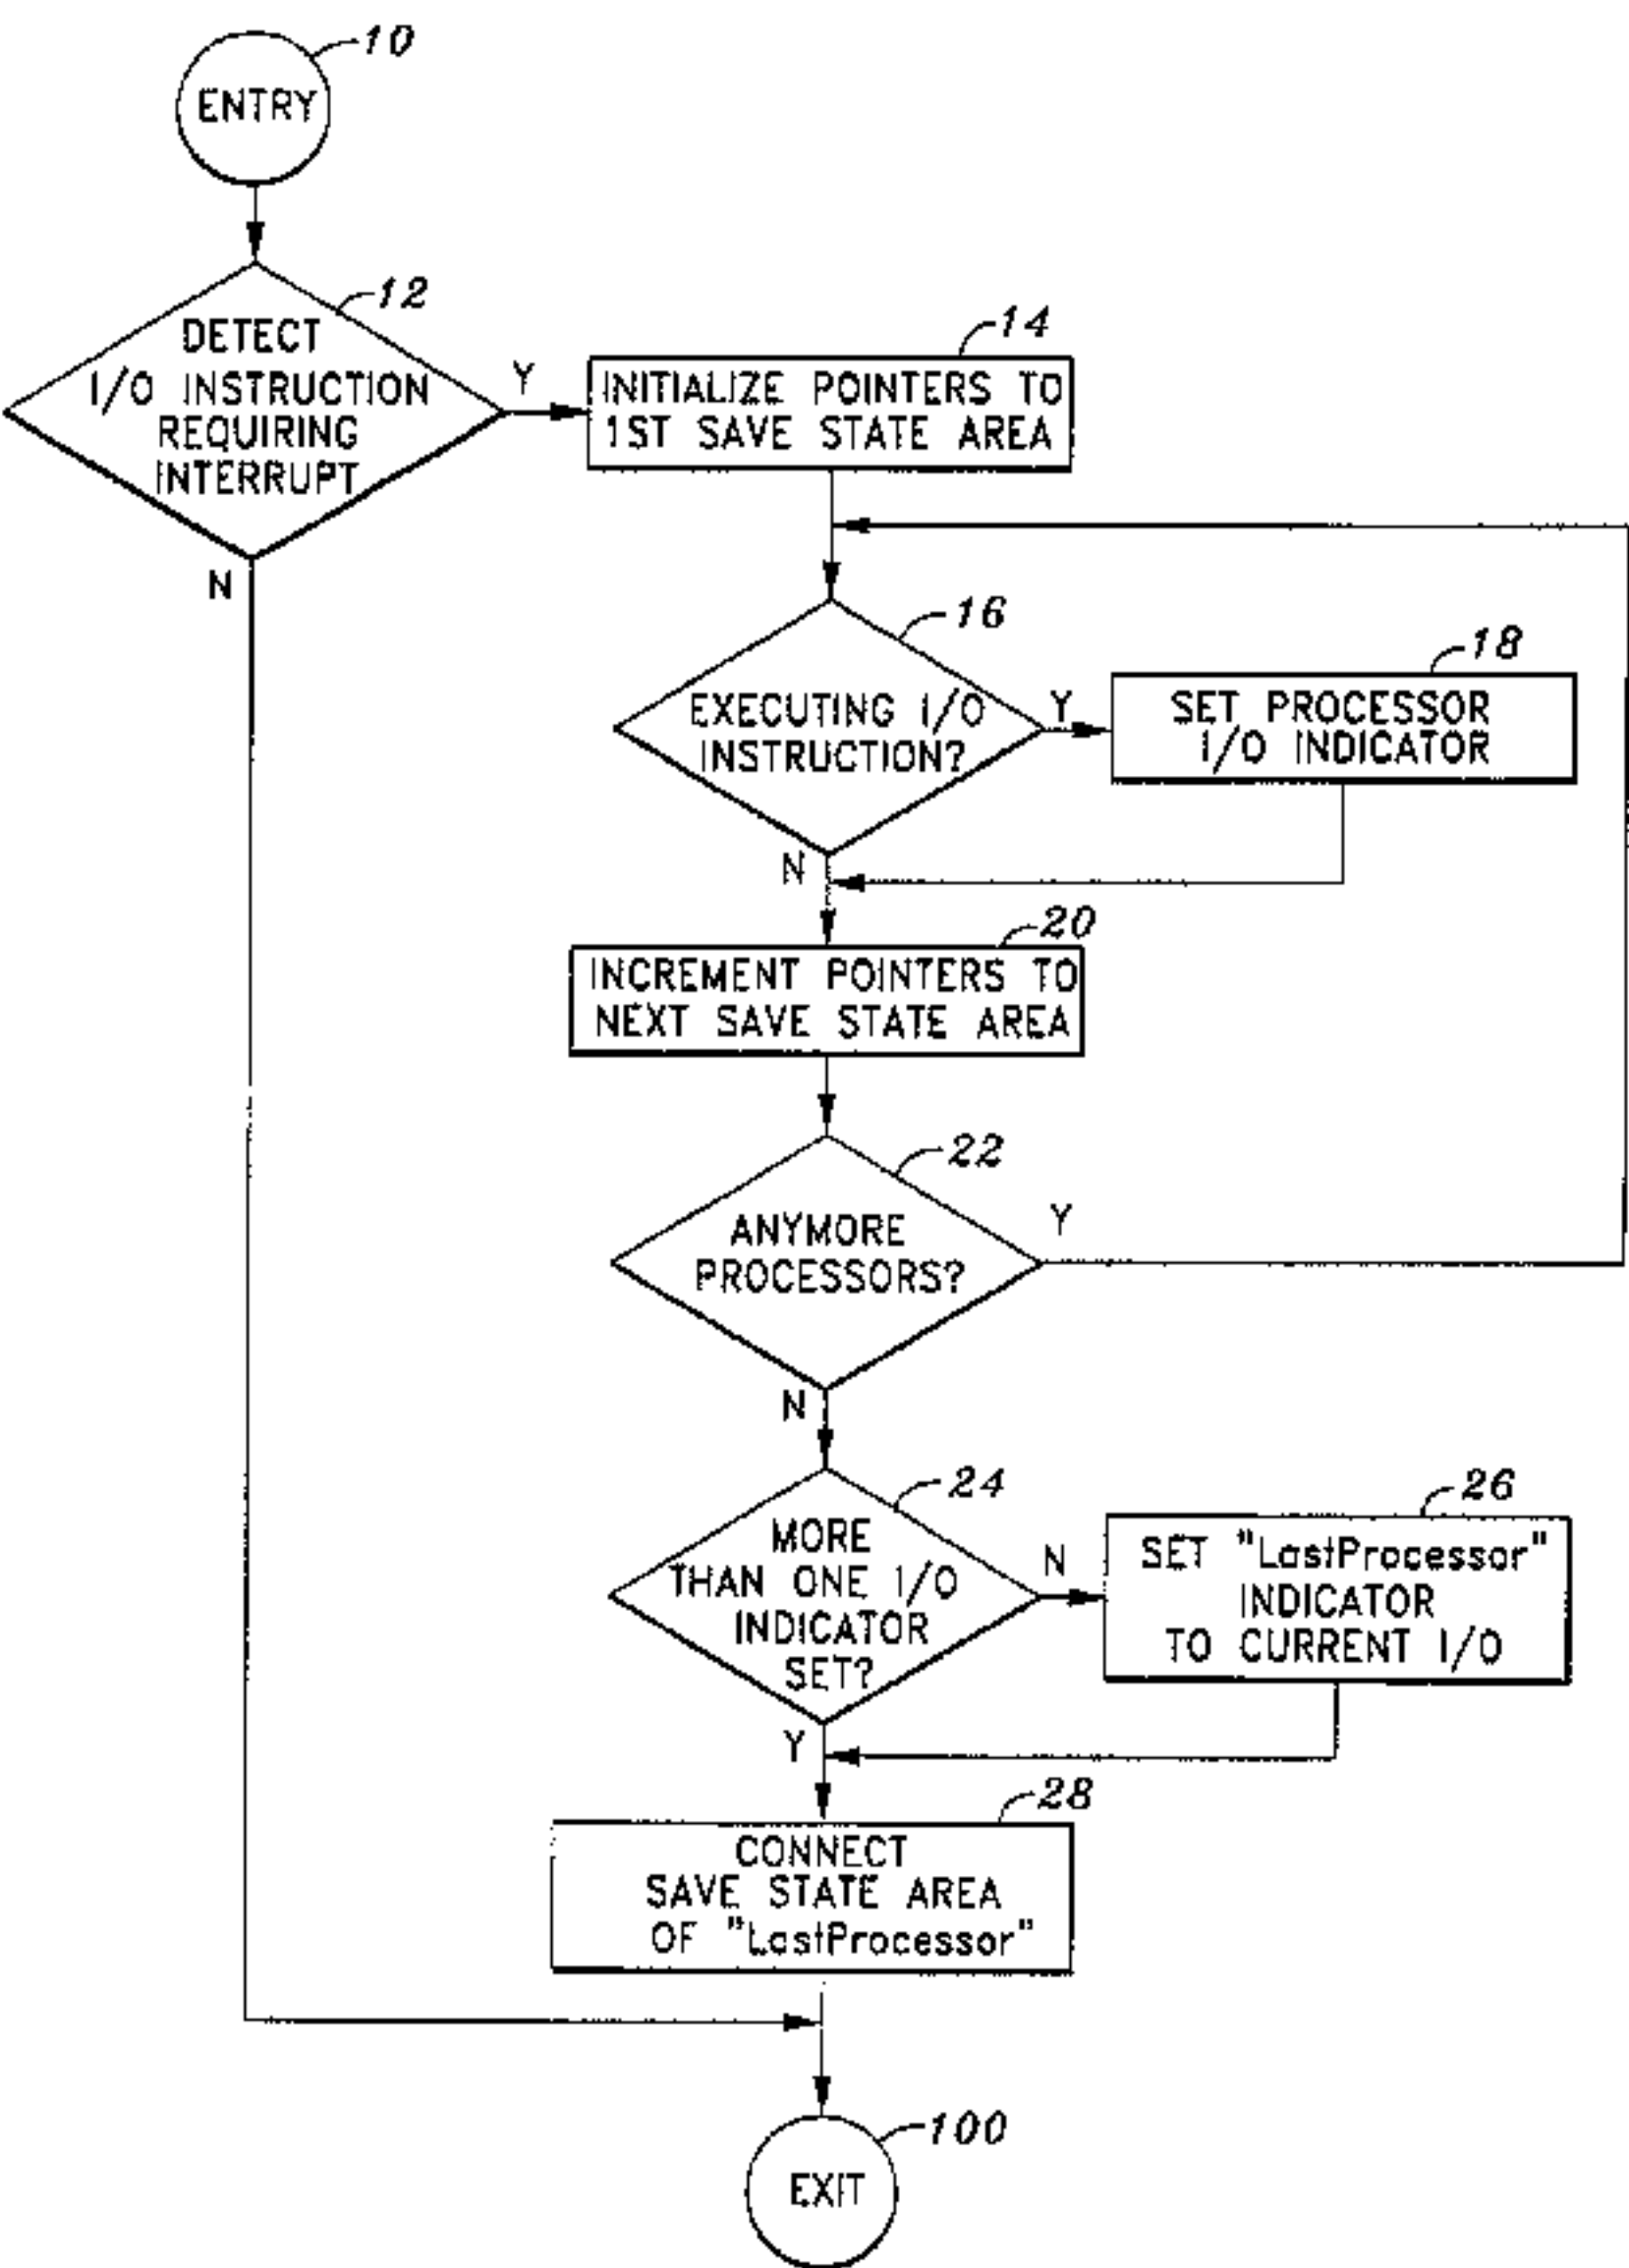 10
ENTRY
12
DETECT
I/O INSTRUCTION
REQUIRING
INTERRUPT
Y
N
14
INITIALIZE POINTERS TO
1ST SAVE STATE AREA
16
EXECUTING I/O
INSTRUCTION?
Y
N
18
SET PROCESSOR
I/O INDICATOR
20
INCREMENT POINTERS TO
NEXT SAVE STATE AREA
22
ANYMORE
PROCESSORS?
Y
N
24
MORE
THAN ONE I/O
INDICATOR
SET?
N
Y
26
SET "LastProcessor"
INDICATOR
TO CURRENT I/O
28
CONNECT
SAVE STATE AREA
OF "LastProcessor"
100
EXIT